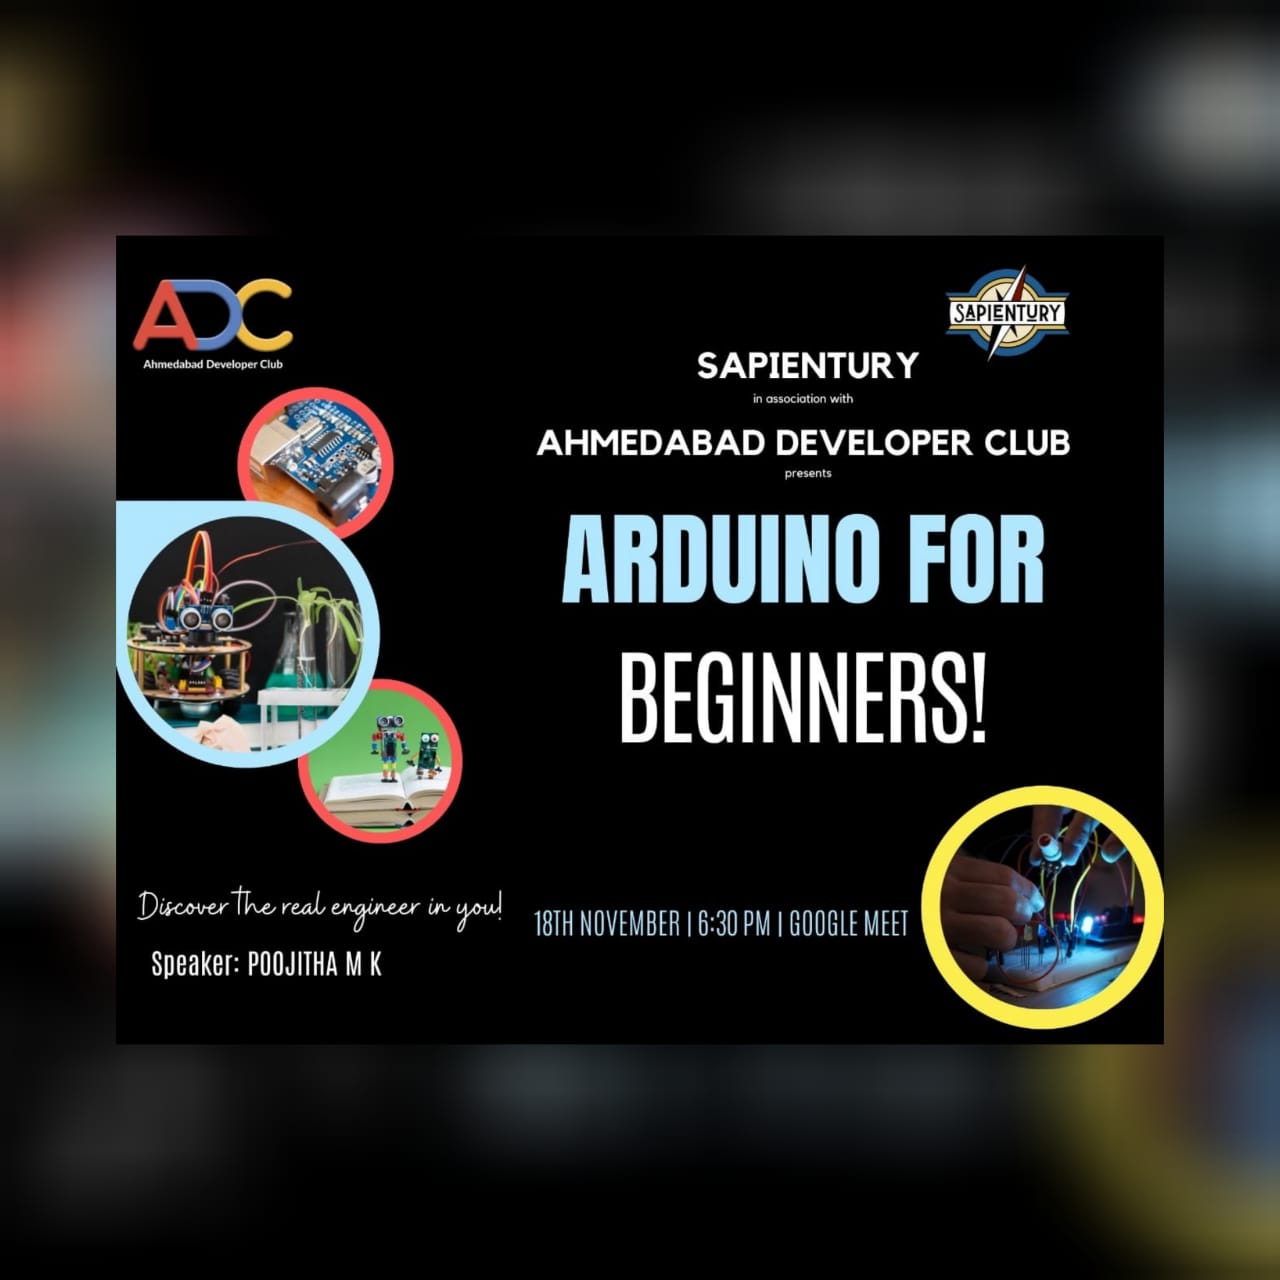 ADC
Ahmedabad Developer Club
SAPIENTURY
SAPIENTURY
in association with
AHMEDABAD DEVELOPER CLUB
presents
ARDUINO FOR
BEGINNERS!
Discover the real engineer in you!
Speaker: POOJITHA M K
18TH NOVEMBER | 6:30 PM | GOOGLE MEET